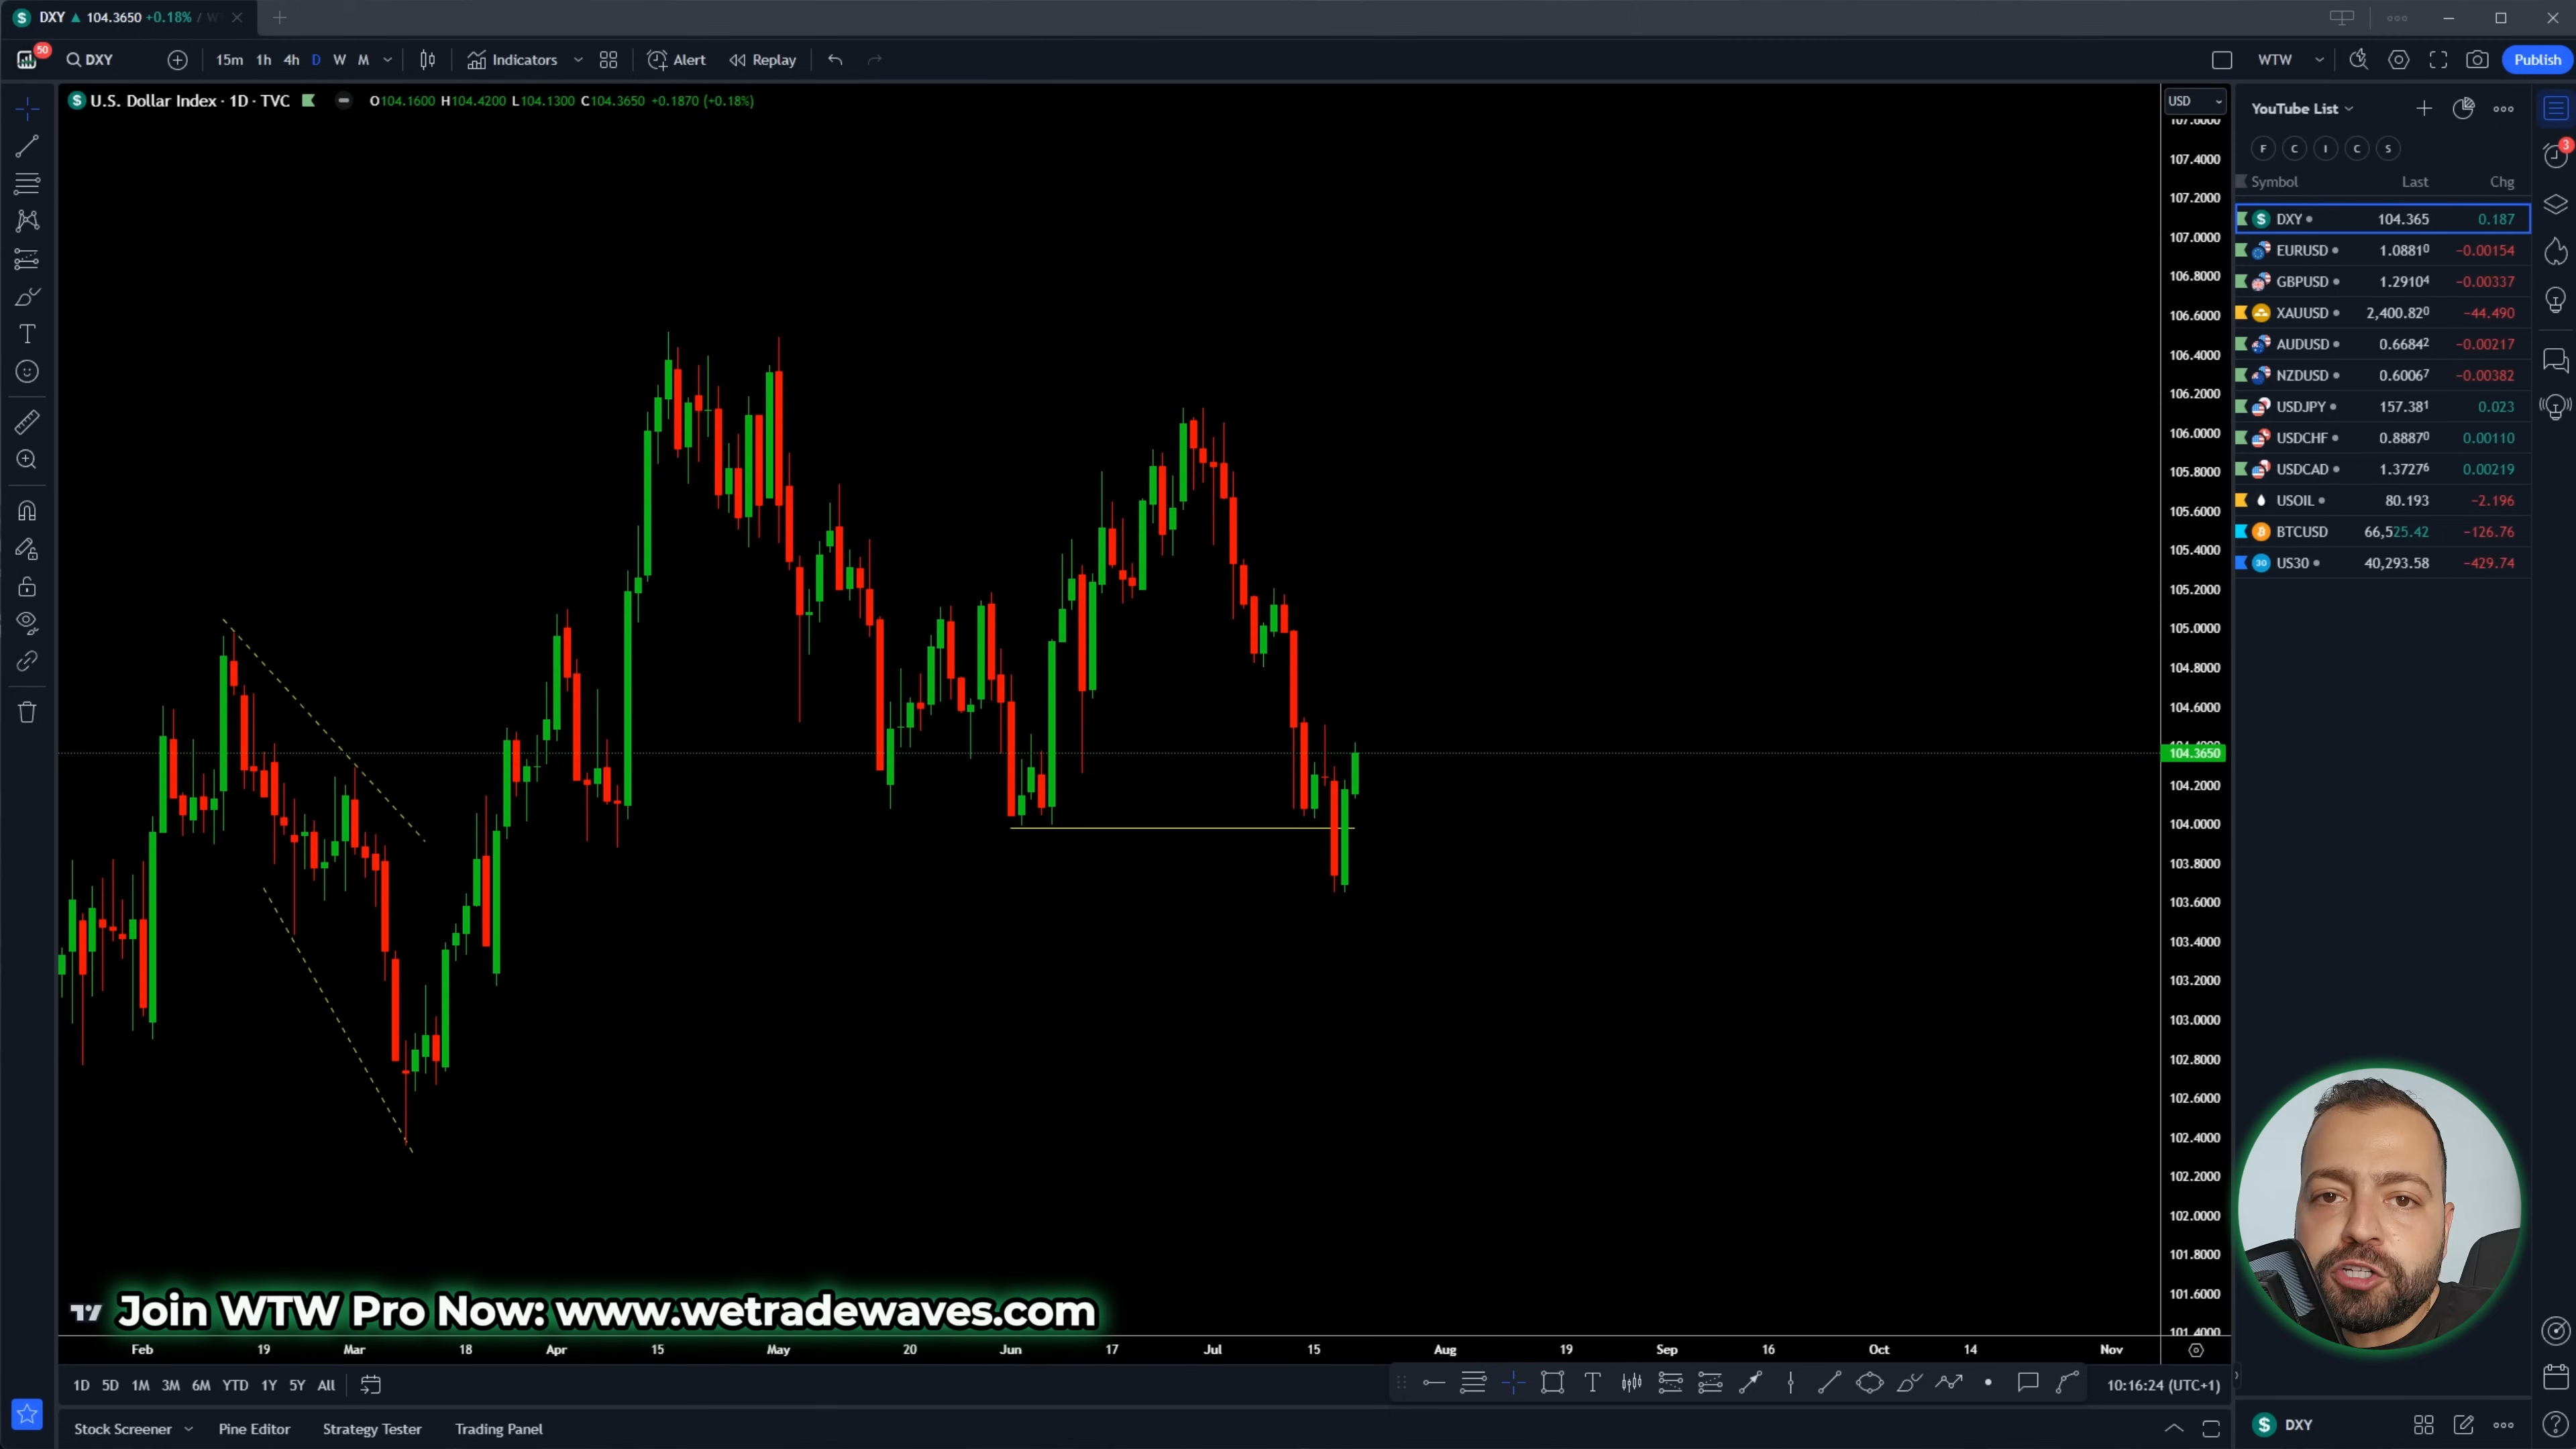 DXY ▲ 104.3650 +0.18% /
50
DXY 15m 1h 4h D W M Indicators Alert Replay WTW Publish
U.S. Dollar Index · 1D · TVC O104.1600 H104.4200 L104.1300 C104.3650 +0.1870 (+0.18%)
USD
107.6000
107.4000
107.2000
107.0000
106.8000
106.6000
106.4000
106.2000
106.0000
105.8000
105.6000
105.4000
105.2000
105.0000
104.8000
104.6000
104.3650
104.2000
104.0000
103.8000
103.6000
103.4000
103.2000
103.0000
102.8000
102.6000
102.4000
102.2000
102.0000
101.8000
101.6000
101.4000
YouTube List
F C I C S
Symbol Last Chg
DXY 104.365 0.187
EURUSD 1.08810 −0.00154
GBPUSD 1.29104 −0.00337
XAUUSD 2,400.820 −44.490
AUDUSD 0.66842 −0.00217
NZDUSD 0.60067 −0.00382
USDJPY 157.381 0.023
USDCHF 0.88870 0.00110
USDCAD 1.37276 0.00219
USOIL 80.193 −2.196
BTCUSD 66,525.42 −126.76
30 US30 40,293.58 −429.74
3
Join WTW Pro Now: www.wetradewaves.com
Feb 19 Mar 18 Apr 15 May 20 Jun 17 Jul 15 Aug 19 Sep 16 Oct 14 Nov
1D 5D 1M 3M 6M YTD 1Y 5Y All 10:16:24 (UTC+1)
Stock Screener Pine Editor Strategy Tester Trading Panel
DXY